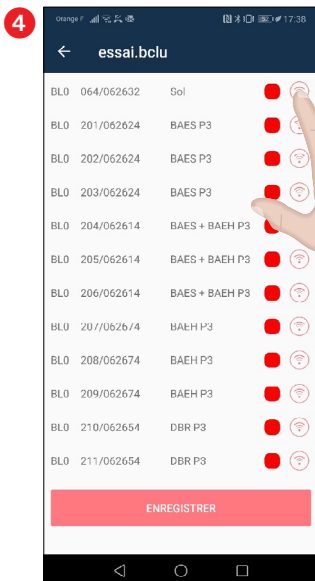 4
Orange F 17:38
essai.bclu
BL0 064/062632 Sol
BL0 201/062624 BAES P3
BL0 202/062624 BAES P3
BL0 203/062624 BAES P3
BL0 204/062614 BAES + BAEH P3
BL0 205/062614 BAES + BAEH P3
BL0 206/062614 BAES + BAEH P3
BL0 207/062674 BAEH P3
BL0 208/062674 BAEH P3
BL0 209/062674 BAEH P3
BL0 210/062654 DBR P3
BL0 211/062654 DBR P3
ENREGISTRER